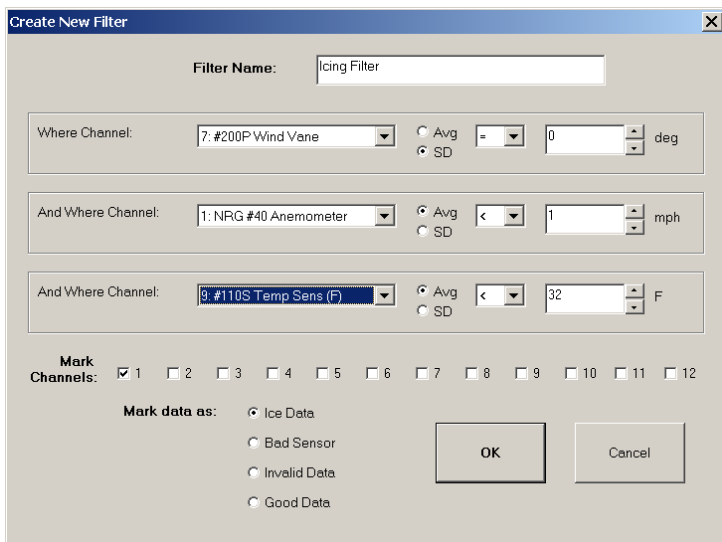 Create New Filter
Filter Name: Icing Filter
Where Channel: 7: #200P Wind Vane Avg SD = 0 deg
And Where Channel: 1: NRG #40 Anemometer Avg SD < 1 mph
And Where Channel: 9: #110S Temp Sens (F) Avg SD < 32 F
Mark Channels: 1 2 3 4 5 6 7 8 9 10 11 12
Mark data as: Ice Data
Bad Sensor
Invalid Data
Good Data
OK Cancel